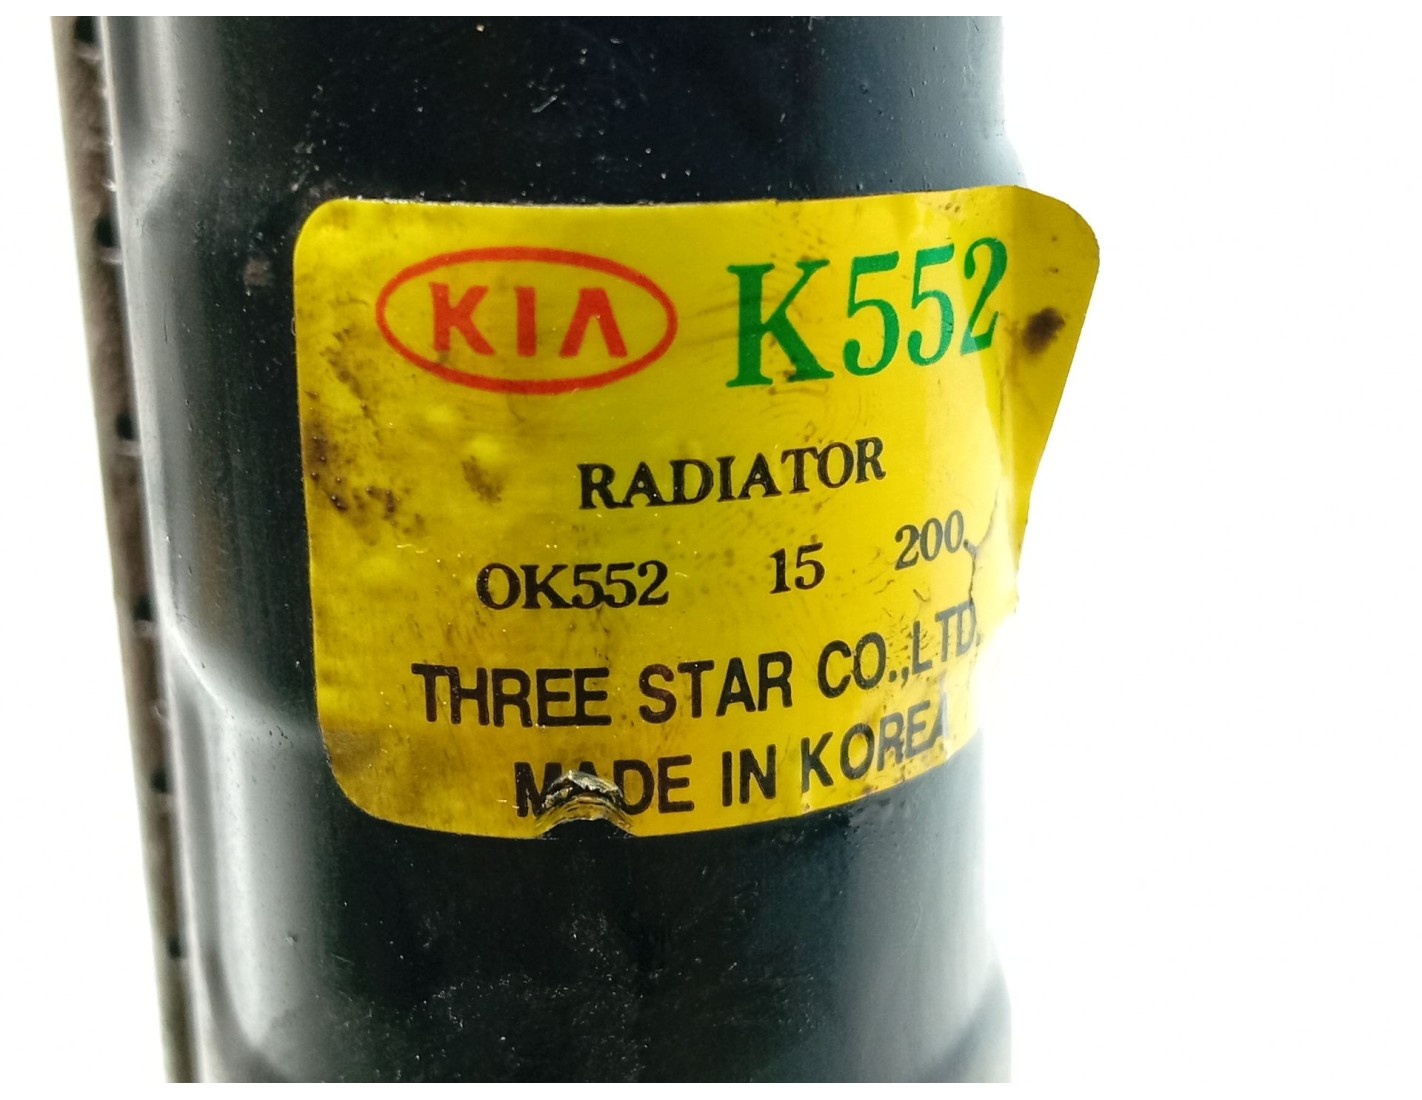 KIA K552
RADIATOR
OK552 15 200
THREE STAR CO.,LTD.
MADE IN KOREA